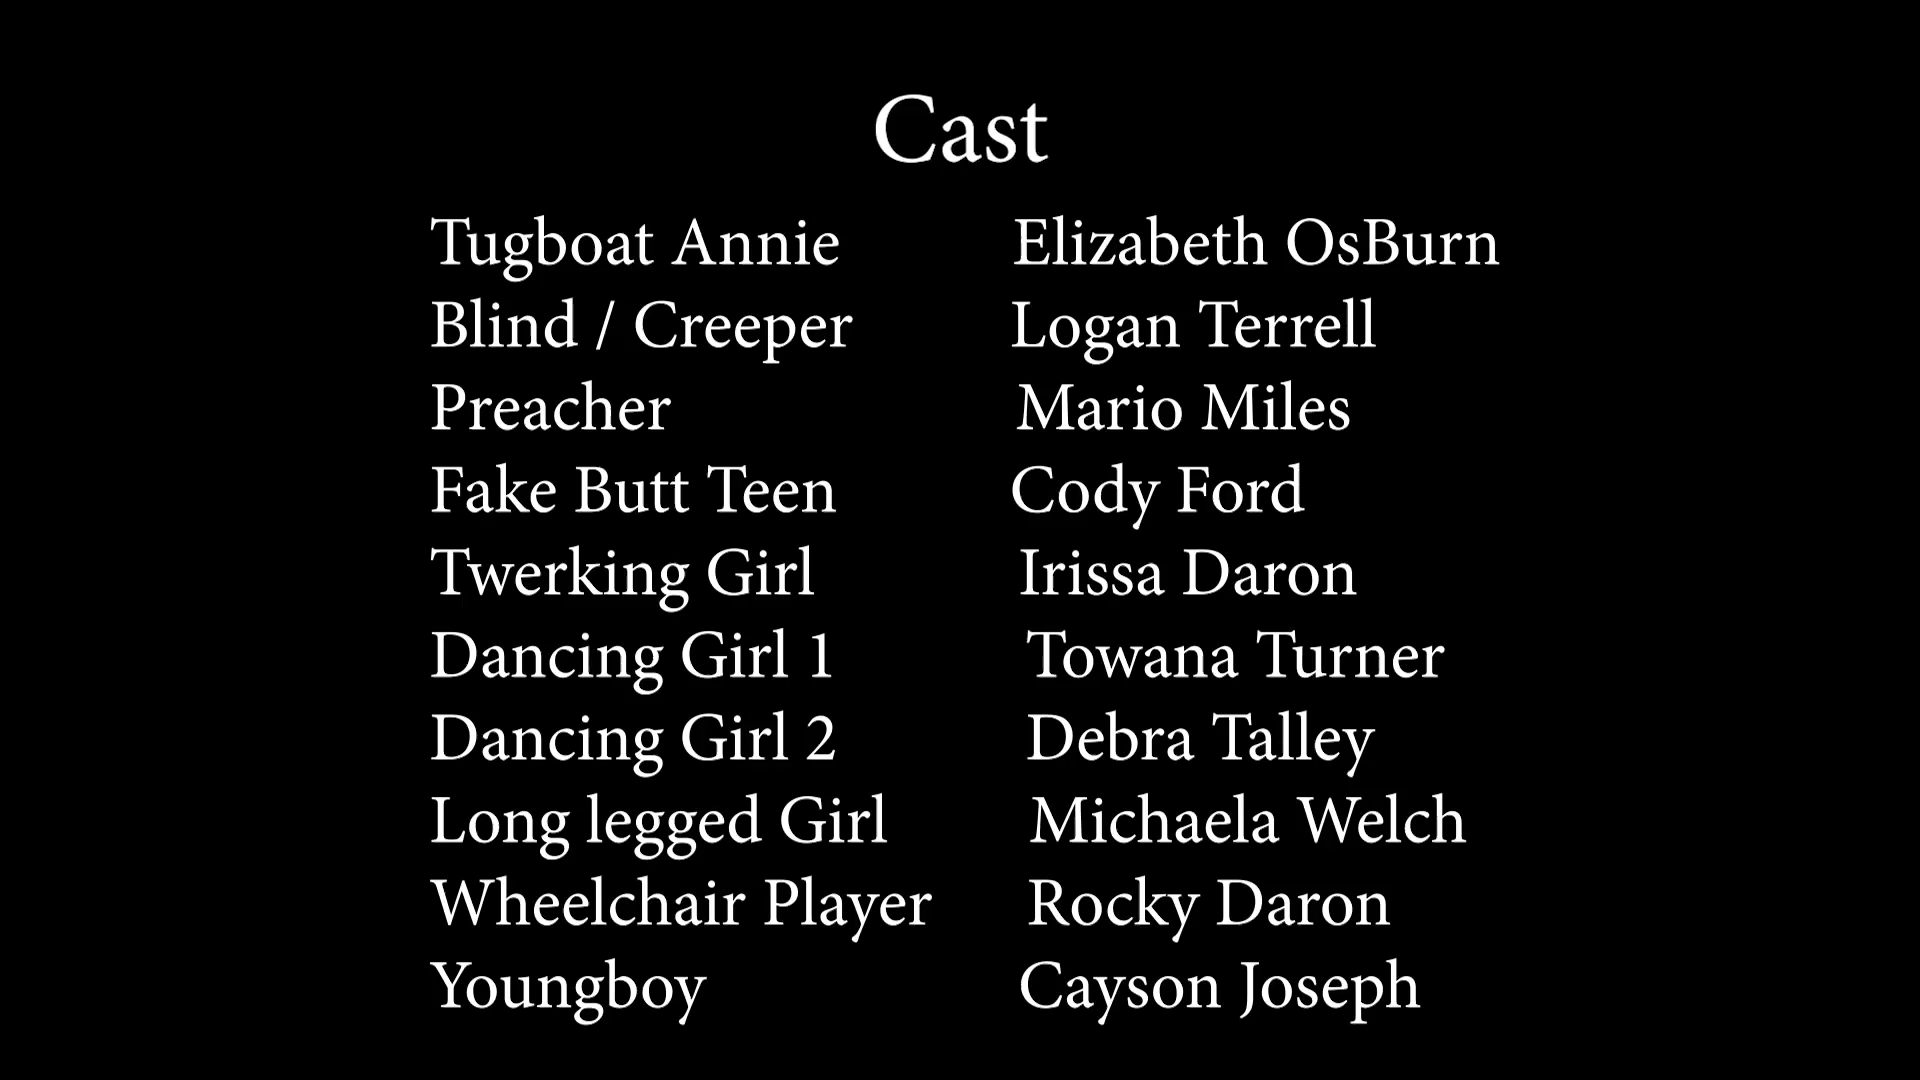 Cast
Tugboat Annie Elizabeth OsBurn
Blind / Creeper Logan Terrell
Preacher Mario Miles
Fake Butt Teen Cody Ford
Twerking Girl Irissa Daron
Dancing Girl 1 Towana Turner
Dancing Girl 2 Debra Talley
Long legged Girl Michaela Welch
Wheelchair Player Rocky Daron
Youngboy Cayson Joseph